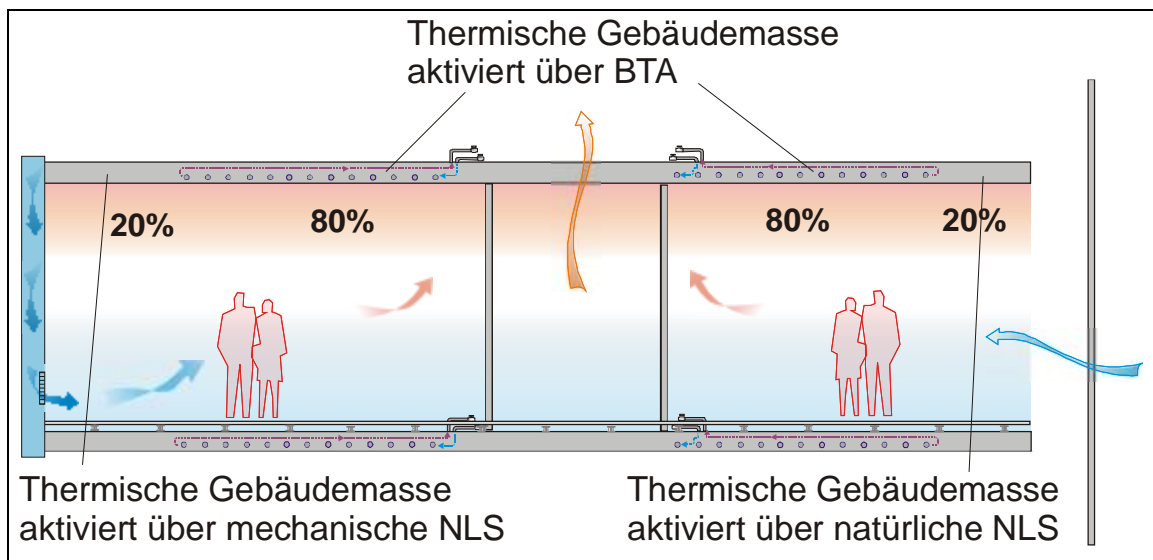 Thermische Gebäudemasse
aktiviert über BTA
20% 80% 80% 20%
Thermische Gebäudemasse
aktiviert über mechanische NLS
Thermische Gebäudemasse
aktiviert über natürliche NLS